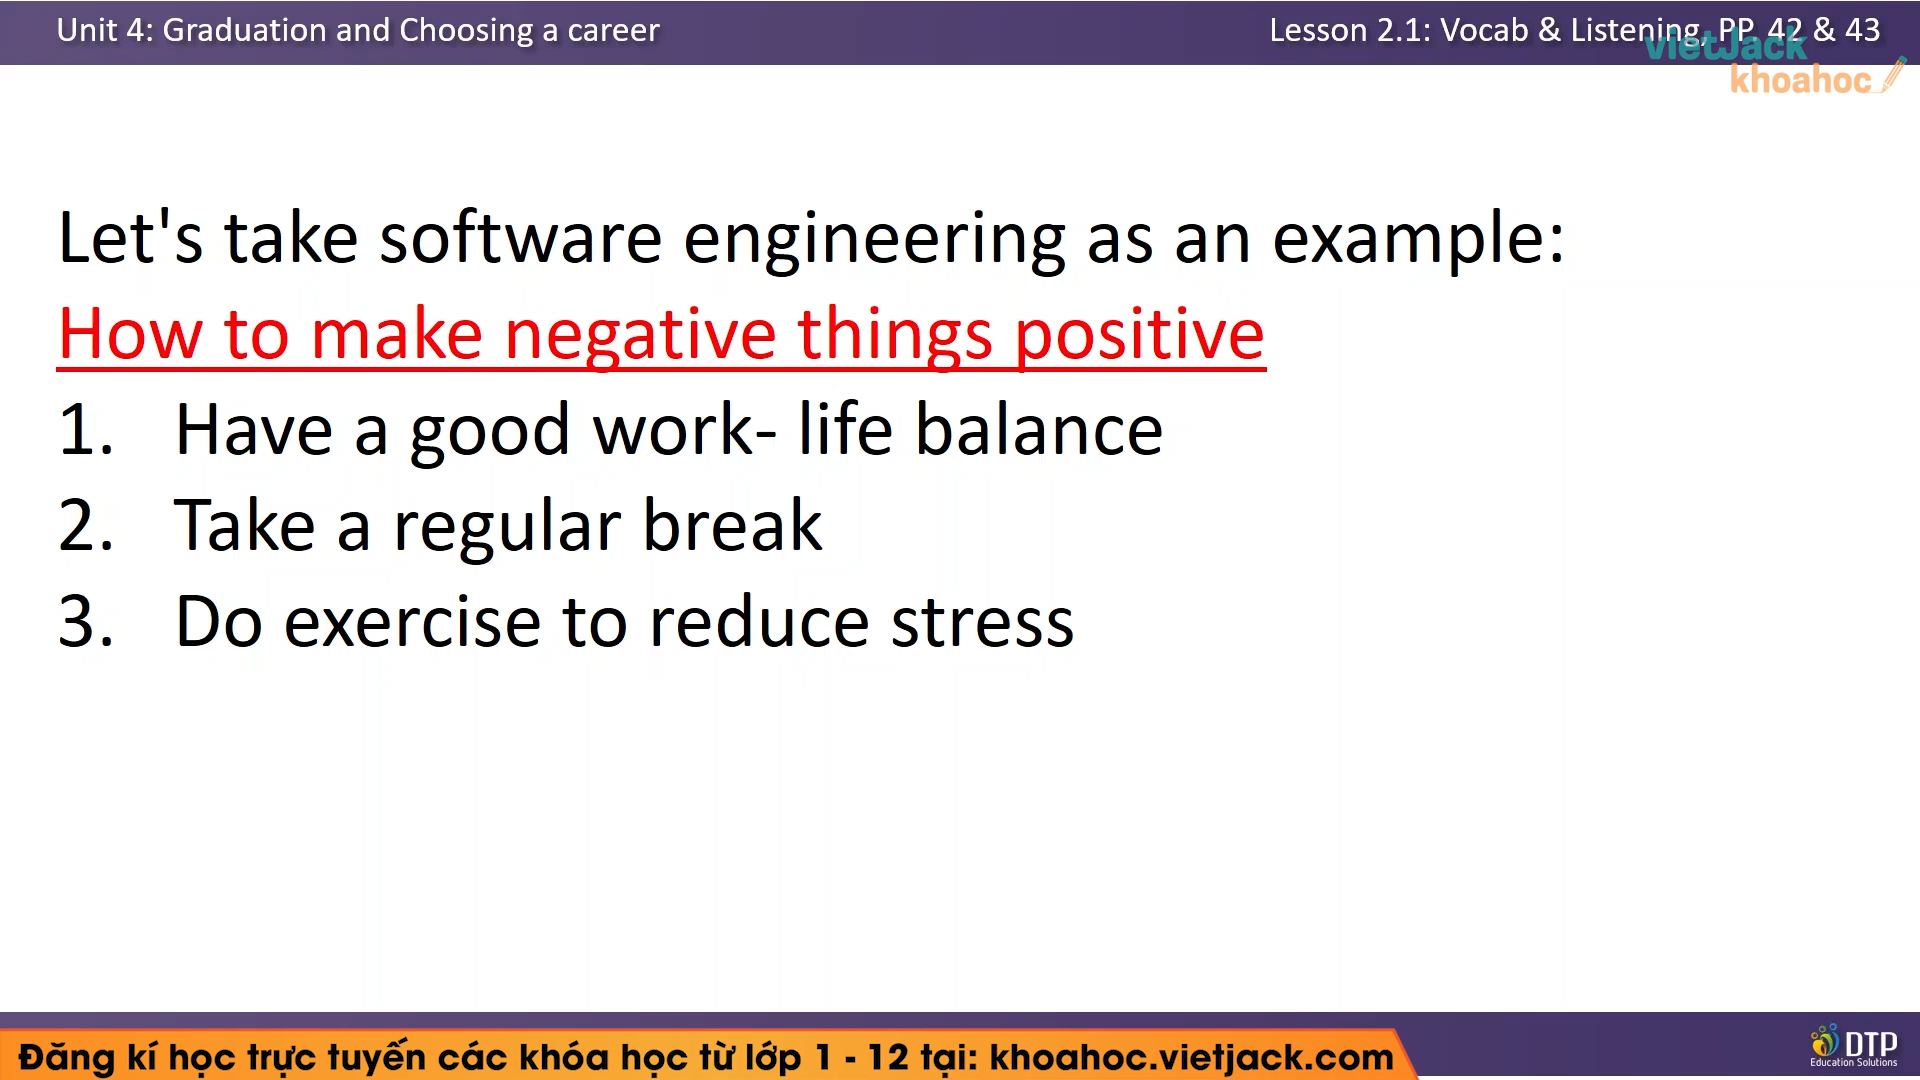 Unit 4: Graduation and Choosing a career
Lesson 2.1: Vocab & Listening, PP. 42 & 43
vietJack
khoahoc
Let's take software engineering as an example:
How to make negative things positive
1. Have a good work- life balance
2. Take a regular break
3. Do exercise to reduce stress
Đăng kí học trực tuyến các khóa học từ lớp 1 - 12 tại: khoahoc.vietjack.com
DTP
Education Solutions